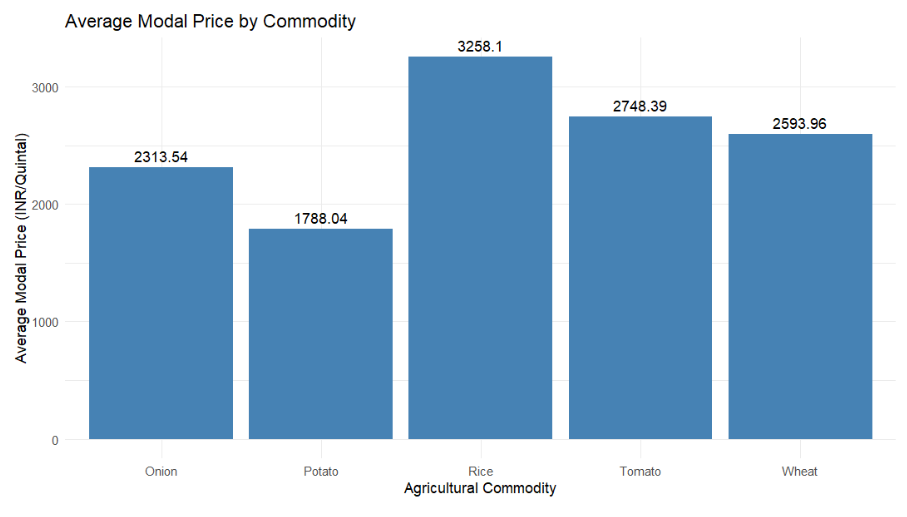 Average Modal Price by Commodity
3258.1
2748.39
2593.96
2313.54
1788.04
3000
2000
1000
0
Average Modal Price (INR/Quintal)
Onion Potato Rice Tomato Wheat
Agricultural Commodity